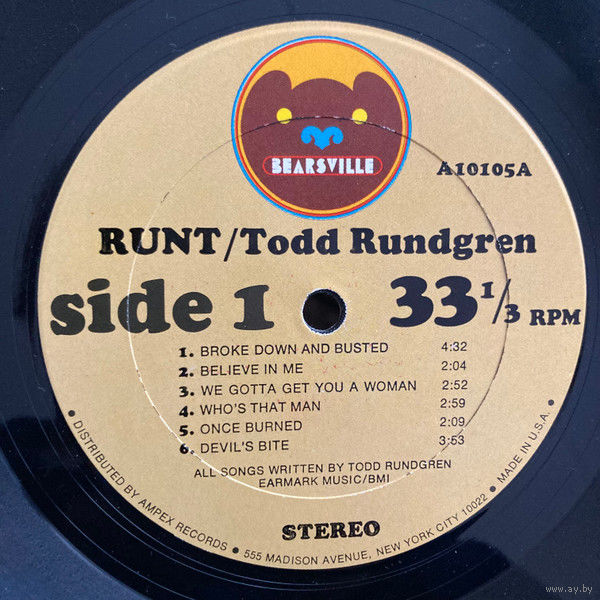 BEARSVILLE
A10105A
RUNT/Todd Rundgren
side 1 33 1/3 RPM
1. BROKE DOWN AND BUSTED 4:32
2. BELIEVE IN ME 2:04
3. WE GOTTA GET YOU A WOMAN 2:52
4. WHO'S THAT MAN 2:59
5. ONCE BURNED 2:09
6. DEVIL'S BITE 3:53
ALL SONGS WRITTEN BY TODD RUNDGREN
EARMARK MUSIC/BMI
STEREO
• DISTRIBUTED BY AMPEX RECORDS • 555 MADISON AVENUE, NEW YORK CITY 10022 • MADE IN U.S.A. •
www.ay.by